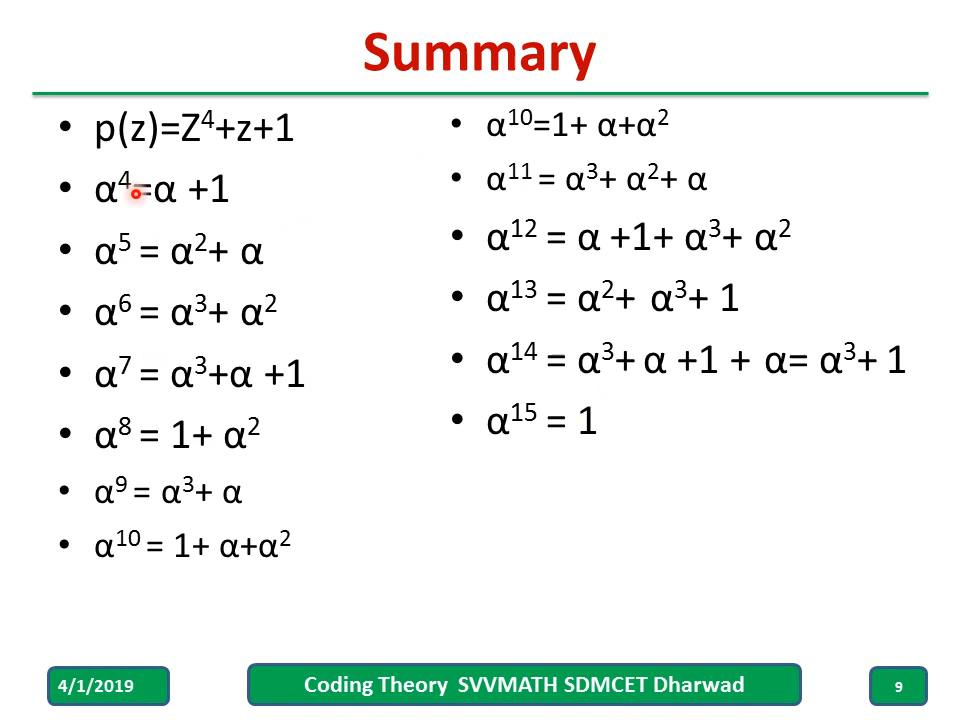 Summary
• p(z)=Z⁴+z+1
• α⁴=α +1
• α⁵ = α²+ α
• α⁶ = α³+ α²
• α⁷ = α³+α +1
• α⁸ = 1+ α²
• α⁹ = α³+ α
• α¹⁰ = 1+ α+α²
• α¹⁰=1+ α+α²
• α¹¹ = α³+ α²+ α
• α¹² = α +1+ α³+ α²
• α¹³ = α²+ α³+ 1
• α¹⁴ = α³+ α +1 + α= α³+ 1
• α¹⁵ = 1
4/1/2019
Coding Theory SVVMATH SDMCET Dharwad
9